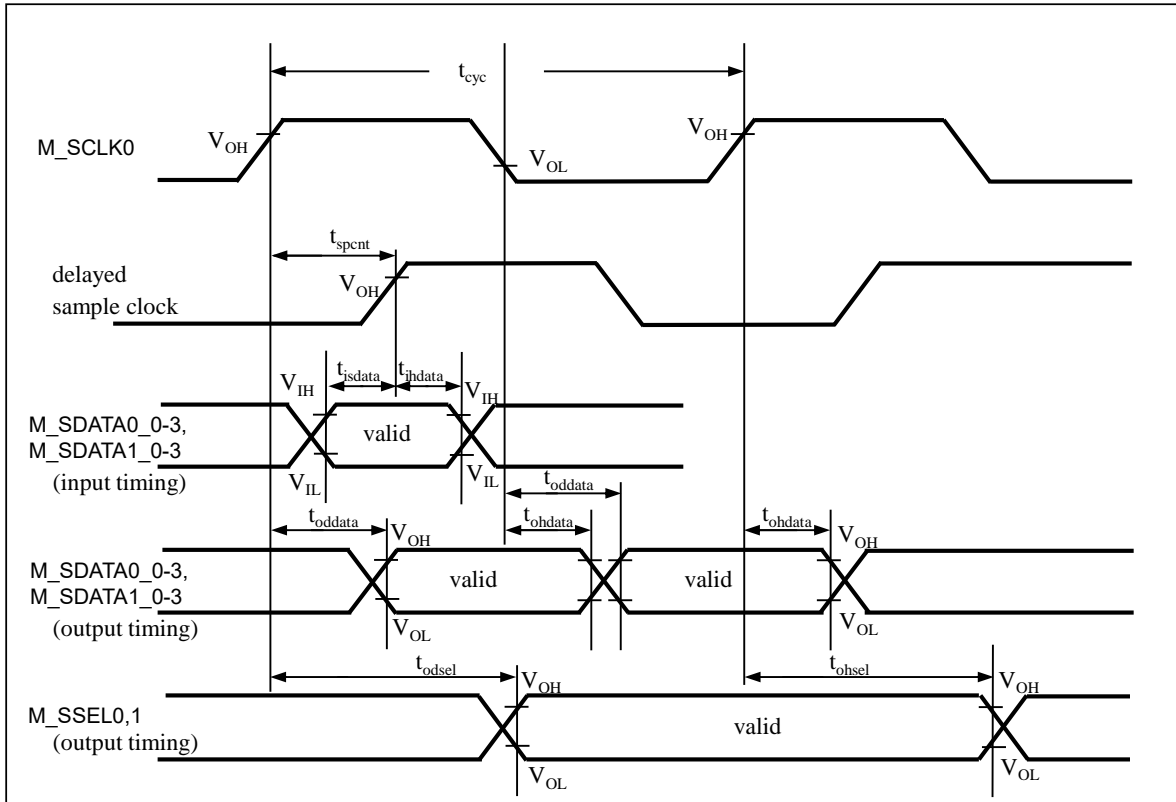 tcyc
M_SCLK0
VOH
VOL
VOH
tspcnt
delayed
sample clock
VOH
tisdata
tihdata
VIH
VIH
M_SDATA0_0-3,
M_SDATA1_0-3
(input timing)
valid
VIL
VIL
toddata
toddata
tohdata
tohdata
VOH
VOH
M_SDATA0_0-3,
M_SDATA1_0-3
(output timing)
valid
valid
VOL
VOL
todsel
tohsel
VOH
VOH
M_SSEL0,1
(output timing)
valid
VOL
VOL